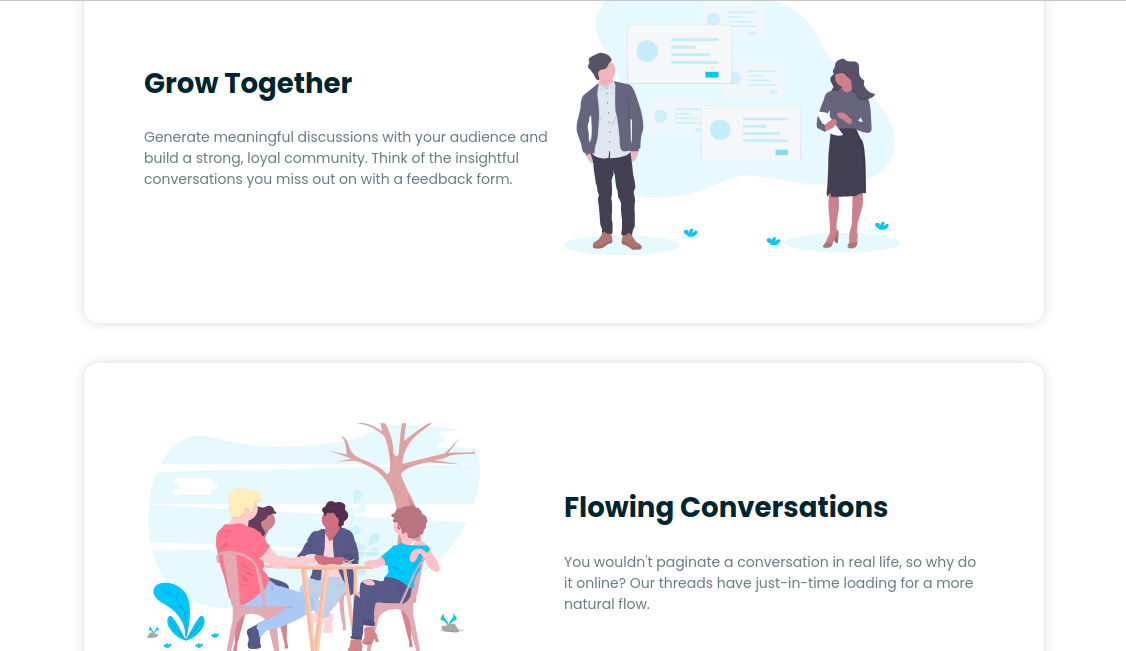 Grow Together
Generate meaningful discussions with your audience and
build a strong, loyal community. Think of the insightful
conversations you miss out on with a feedback form.
Flowing Conversations
You wouldn't paginate a conversation in real life, so why do
it online? Our threads have just-in-time loading for a more
natural flow.